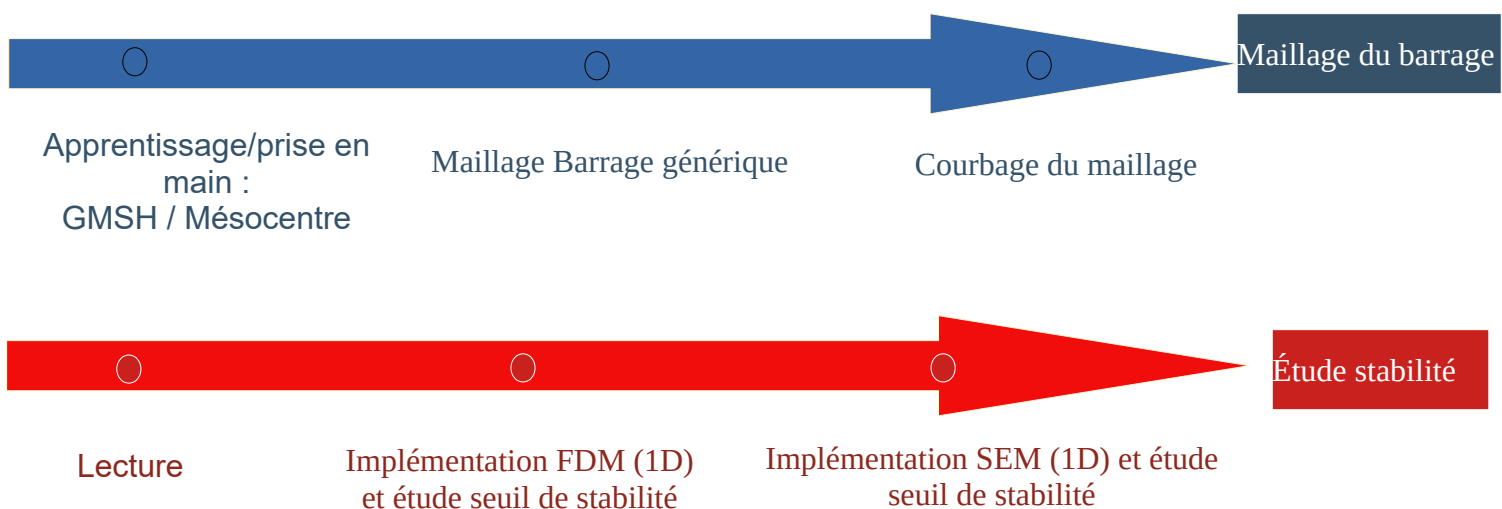 Maillage du barrage
Apprentissage/prise en
main :
GMSH / Mésocentre
Maillage Barrage générique
Courbage du maillage
Étude stabilité
Lecture
Implémentation FDM (1D)
et étude seuil de stabilité
Implémentation SEM (1D) et étude
seuil de stabilité